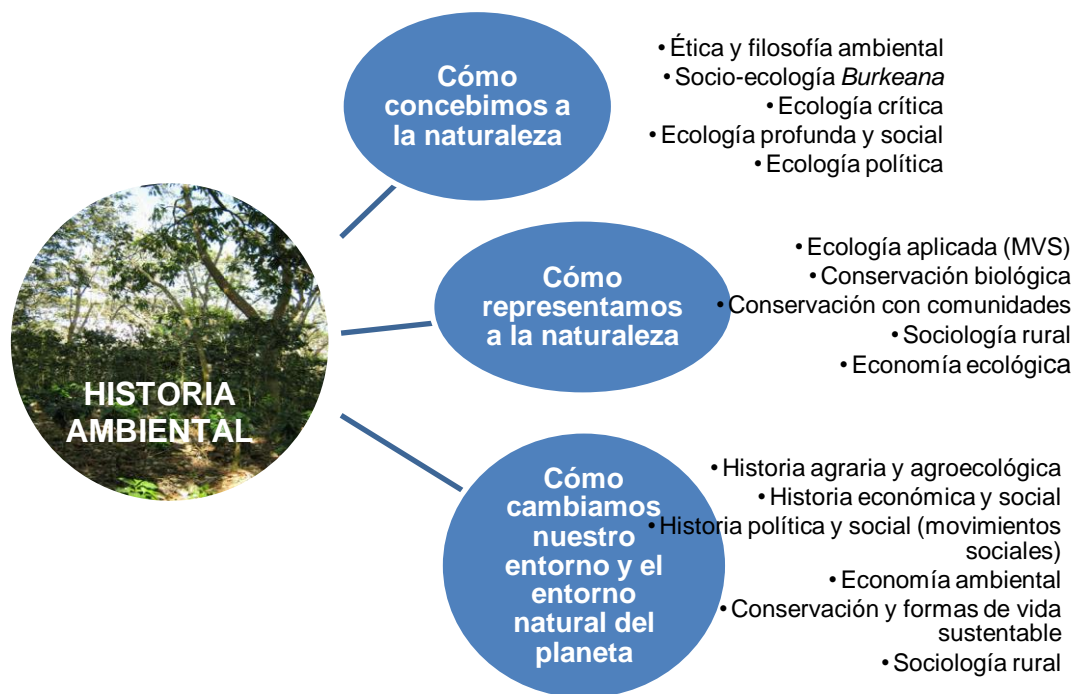 HISTORIA
AMBIENTAL
Cómo
concebimos a
la naturaleza
• Ética y filosofía ambiental
• Socio-ecología Burkeana
• Ecología crítica
• Ecología profunda y social
• Ecología política
Cómo
representamos
a la naturaleza
• Ecología aplicada (MVS)
• Conservación biológica
• Conservación con comunidades
• Sociología rural
• Economía ecológica
Cómo
cambiamos
nuestro
entorno y el
entorno
natural del
planeta
• Historia agraria y agroecológica
• Historia económica y social
• Historia política y social (movimientos
sociales)
• Economía ambiental
• Conservación y formas de vida
sustentable
• Sociología rural